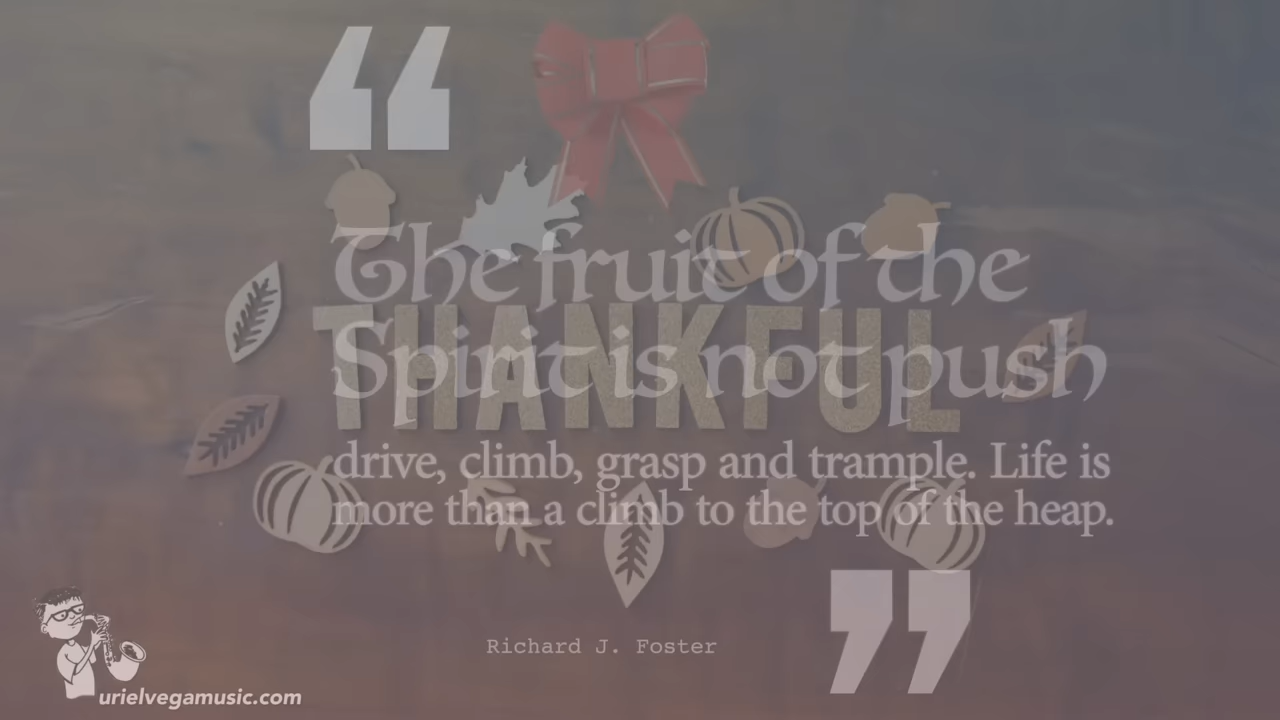 “
The fruit of the
THANKFUL
Spirit is not push
drive, climb, grasp and trample. Life is
more than a climb to the top of the heap.
”
Richard J. Foster
urielvegamusic.com